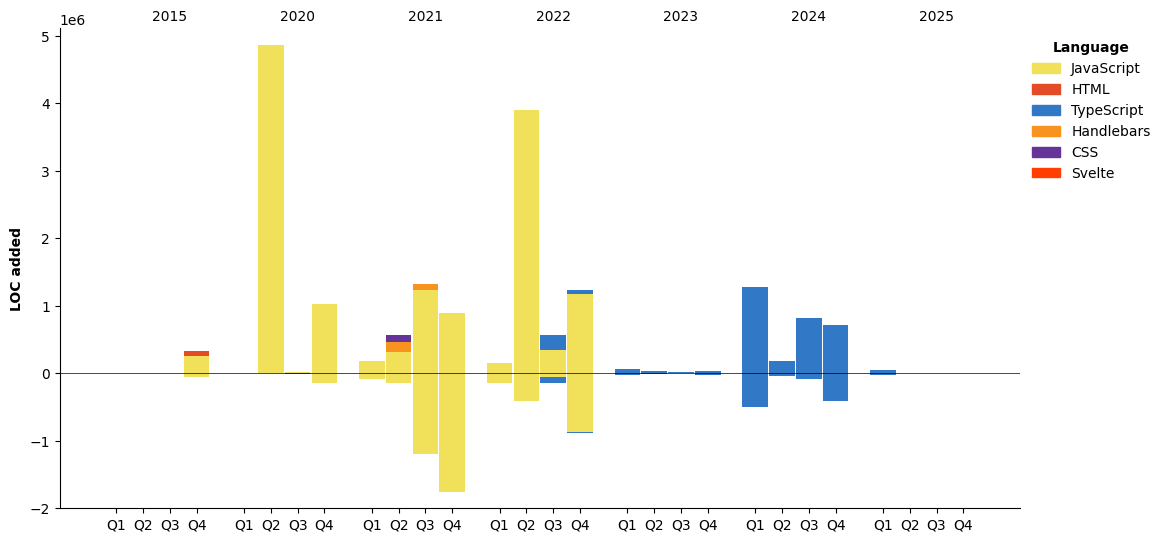 1e6
2015 2020 2021 2022 2023 2024 2025
5
4
3
2
1
0
−1
−2
LOC added
Q1 Q2 Q3 Q4 Q1 Q2 Q3 Q4 Q1 Q2 Q3 Q4 Q1 Q2 Q3 Q4 Q1 Q2 Q3 Q4 Q1 Q2 Q3 Q4 Q1 Q2 Q3 Q4
Language
JavaScript
HTML
TypeScript
Handlebars
CSS
Svelte